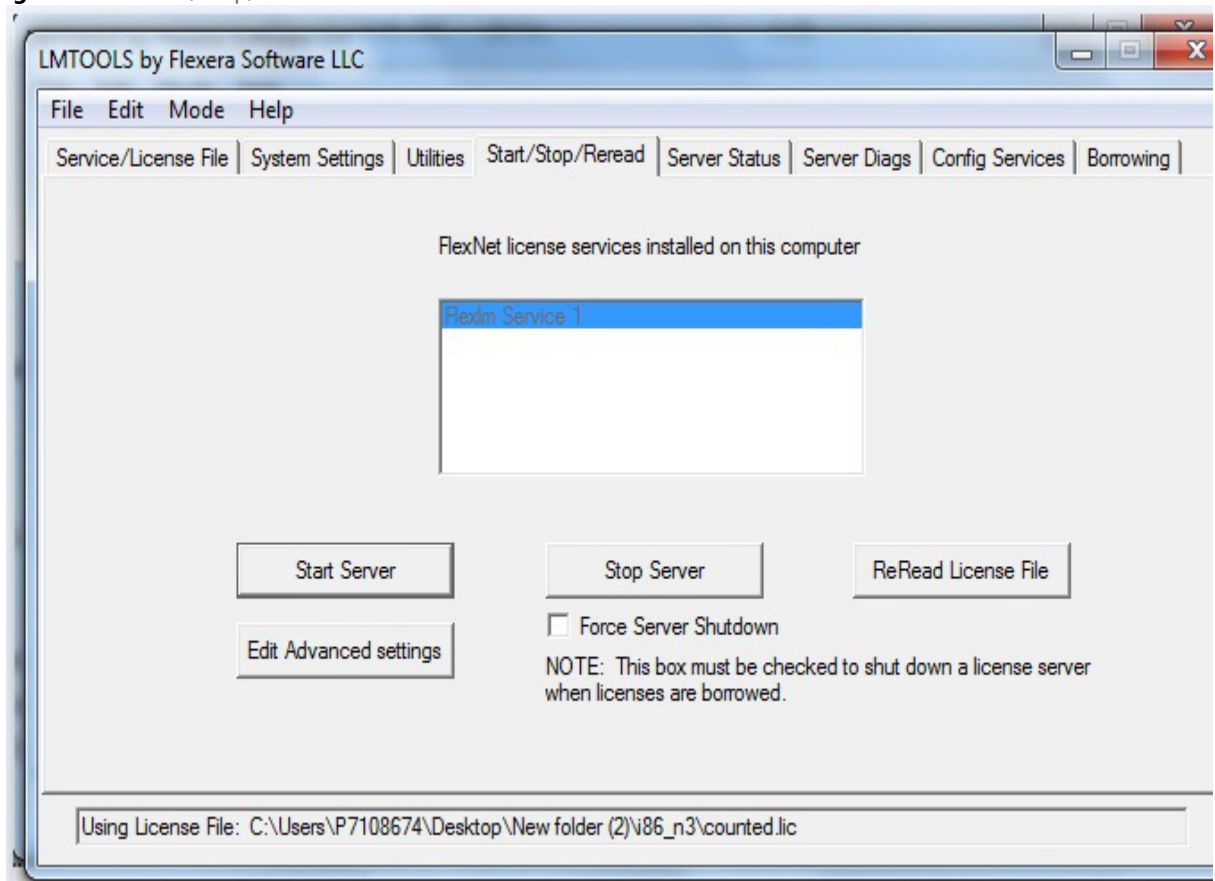 LMTOOLS by Flexera Software LLC
File Edit Mode Help
Service/License File System Settings Utilities Start/Stop/Reread Server Status Server Diags Config Services Borrowing
FlexNet license services installed on this computer
Flexlm Service 1
Start Server Stop Server ReRead License File
Edit Advanced settings
Force Server Shutdown
NOTE: This box must be checked to shut down a license server
when licenses are borrowed.
Using License File: C:\Users\P7108674\Desktop\New folder (2)\i86_n3\counted.lic